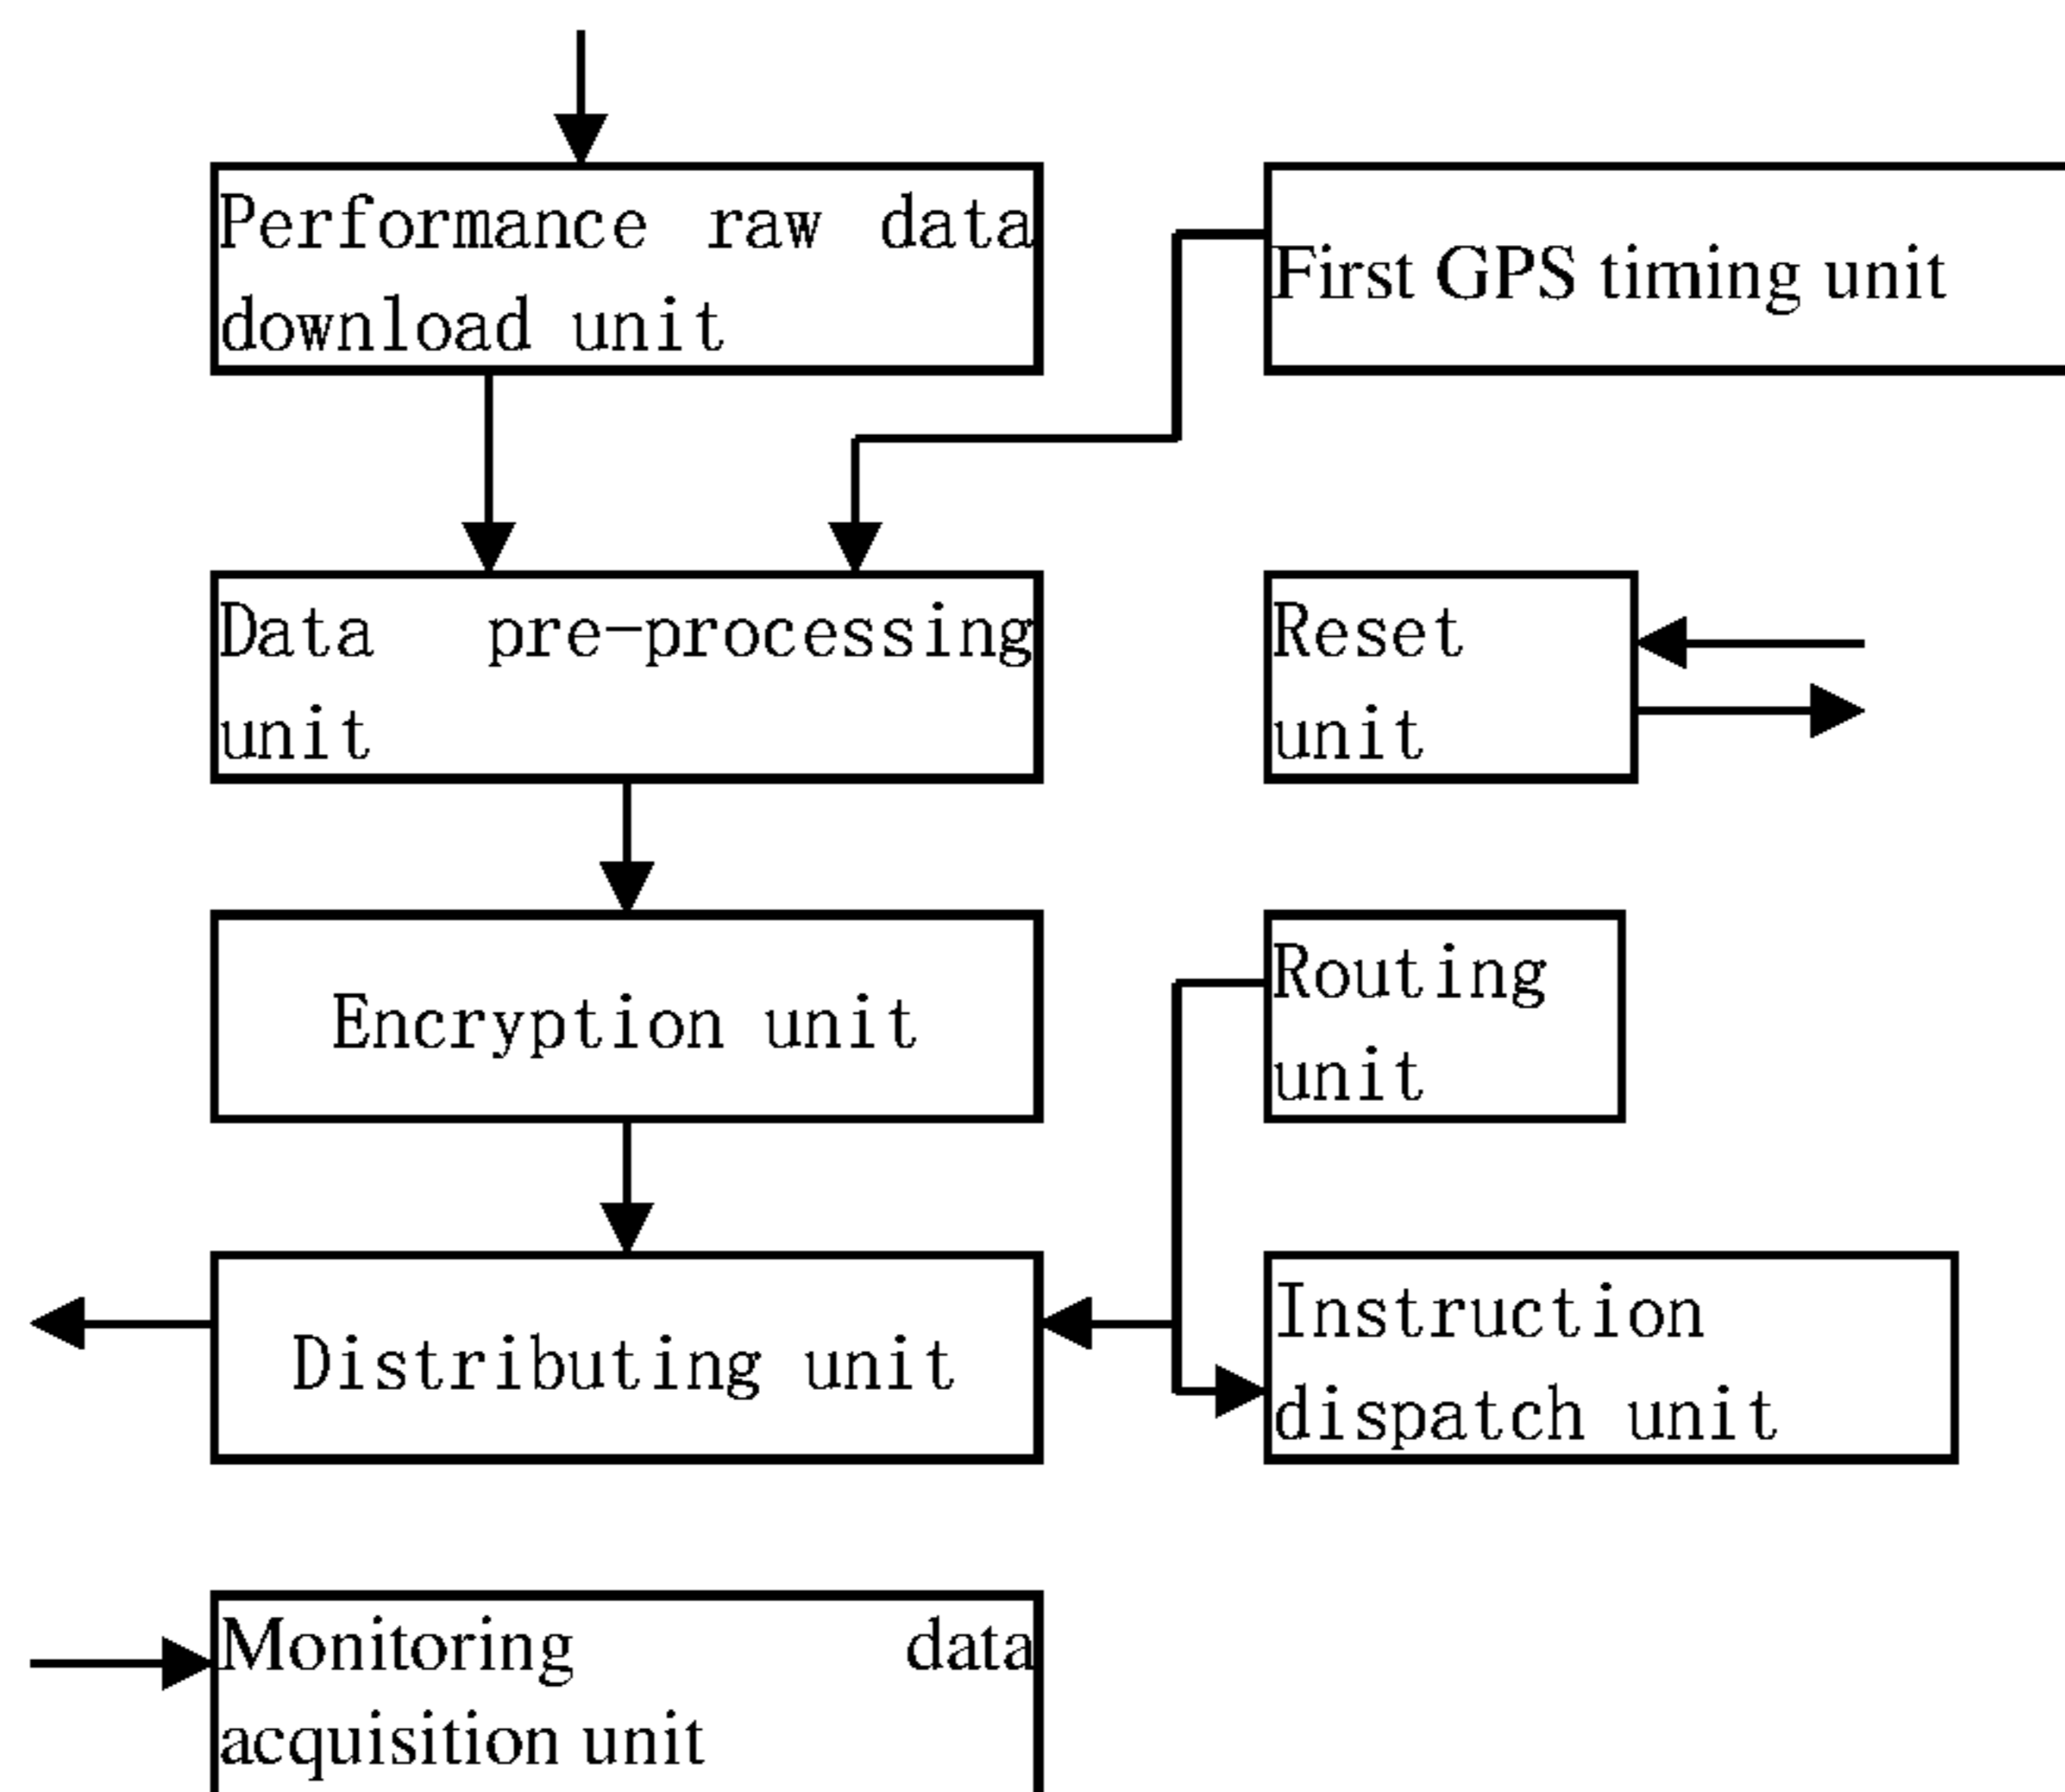 Performance raw data
download unit
First GPS timing unit
Data pre-processing
unit
Reset
unit
Encryption unit
Routing
unit
Distributing unit
Instruction
dispatch unit
Monitoring data
acquisition unit